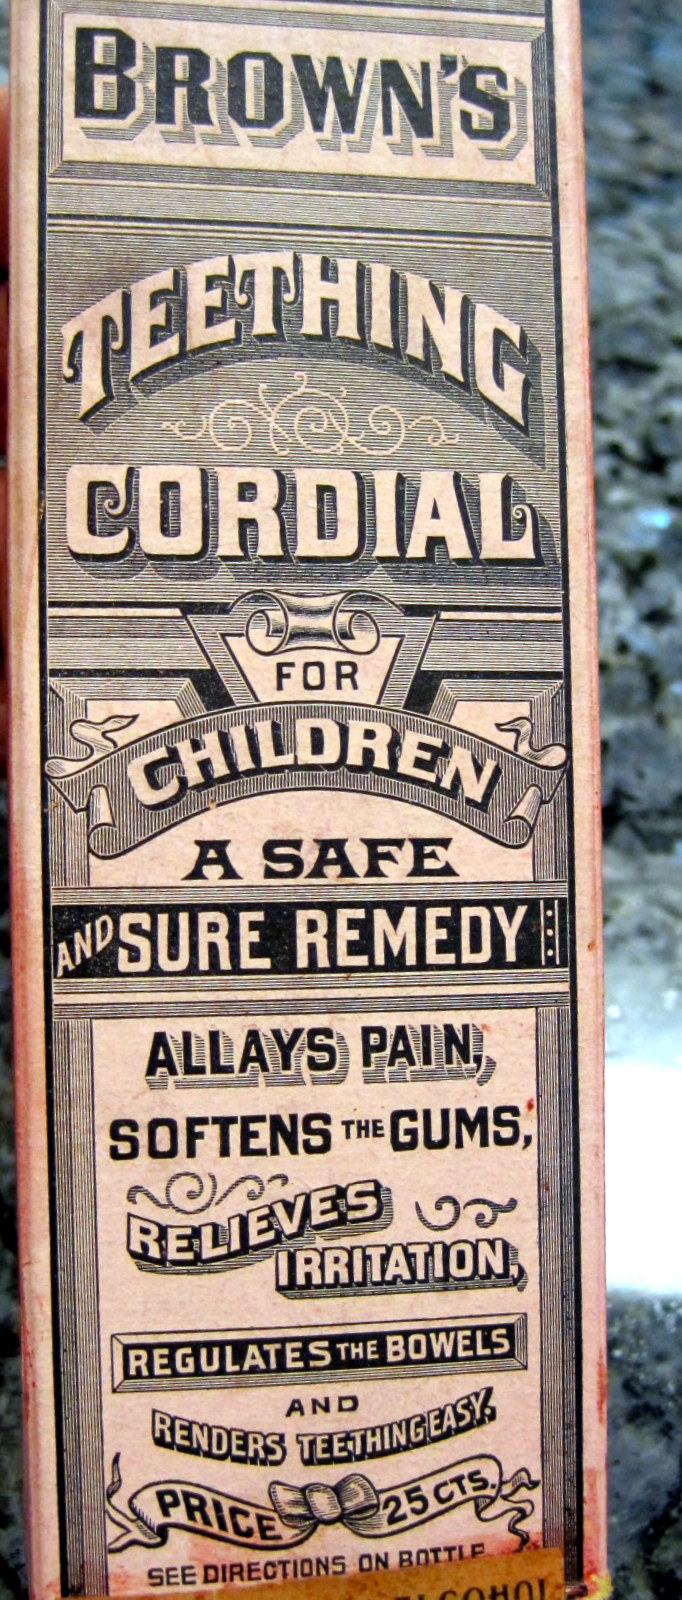 BROWN'S
TEETHING
CORDIAL
FOR
CHILDREN
A SAFE
AND SURE REMEDY
ALLAYS PAIN,
SOFTENS THE GUMS,
RELIEVES
IRRITATION,
REGULATES THE BOWELS
AND
RENDERS TEETHING EASY.
PRICE 25 CTS.
SEE DIRECTIONS ON BOTTLE
ALCOHOL